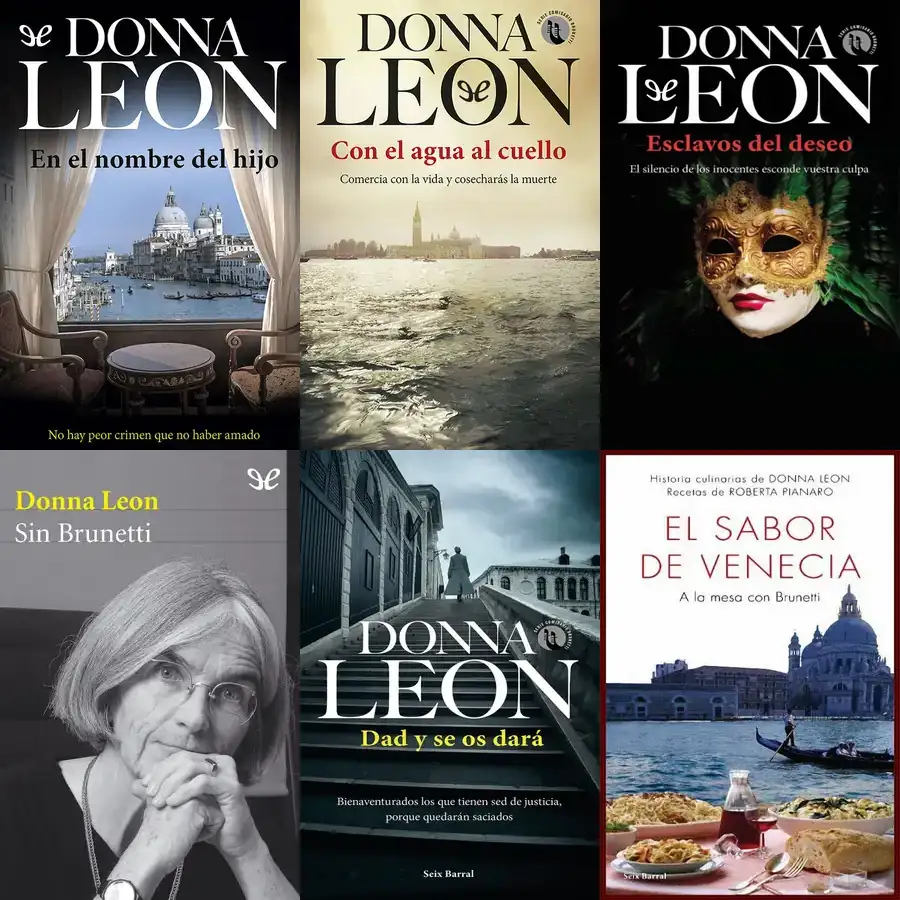 DONNA
LEON
En el nombre del hijo
No hay peor crimen que no haber amado
DONNA
LEON
Con el agua al cuello
Comercia con la vida y cosecharás la muerte
DONNA
LEON
Esclavos del deseo
El silencio de los inocentes esconde vuestra culpa
Donna Leon
Sin Brunetti
DONNA
LEON
Dad y se os dará
Bienaventurados los que tienen sed de justicia,
porque quedarán saciados
Seix Barral
Historia culinarias de DONNA LEON
Recetas de ROBERTA PIANARO
EL SABOR
DE VENECIA
A la mesa con Brunetti
Seix Barral